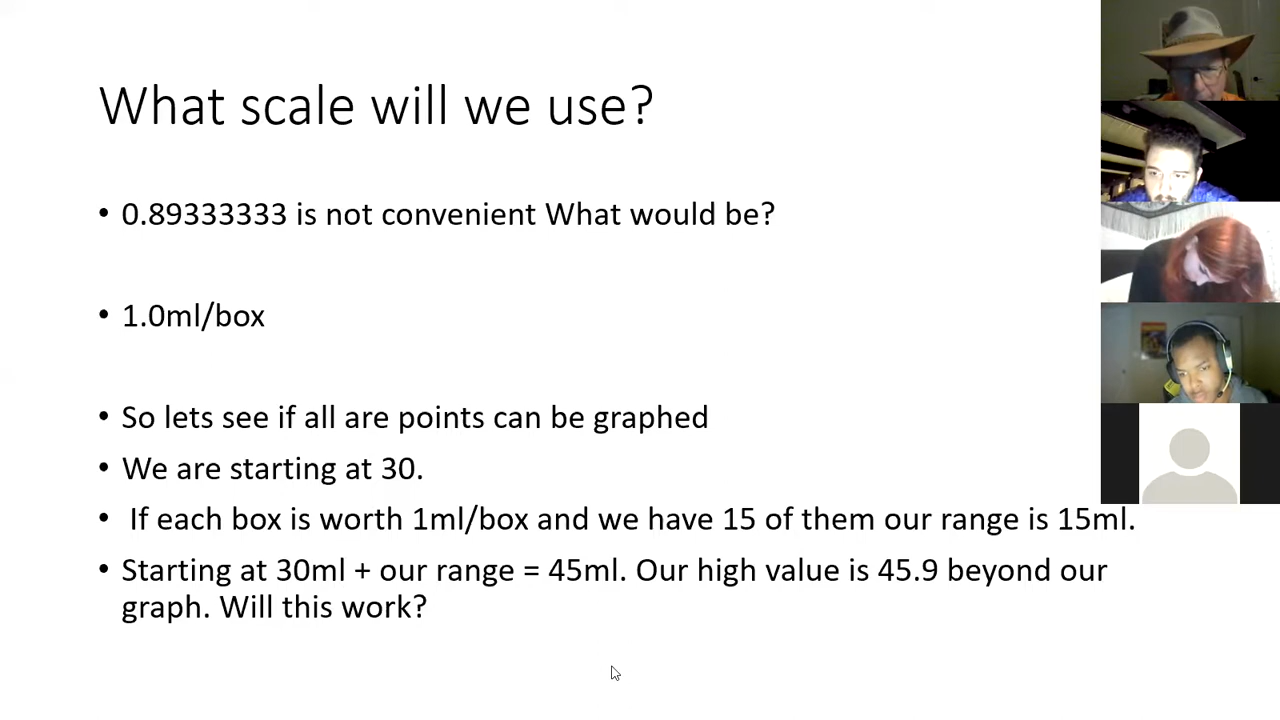 What scale will we use?
• 0.89333333 is not convenient What would be?
• 1.0ml/box
• So lets see if all are points can be graphed
• We are starting at 30.
• If each box is worth 1ml/box and we have 15 of them our range is 15ml.
• Starting at 30ml + our range = 45ml. Our high value is 45.9 beyond our
graph. Will this work?